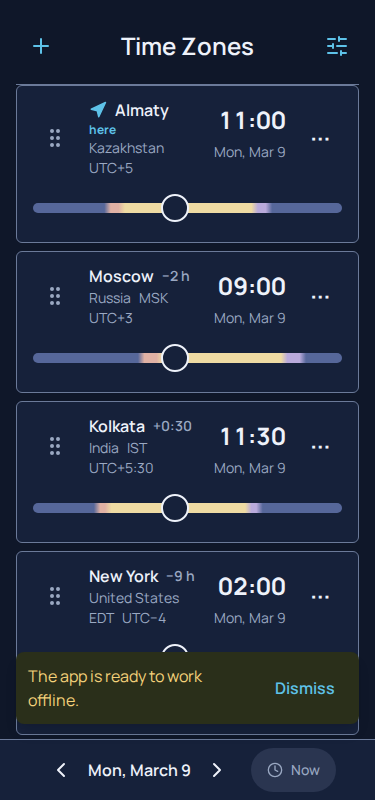 Time Zones
Almaty
here
Kazakhstan
UTC+5
11:00
Mon, Mar 9
...
Moscow −2 h
Russia MSK
UTC+3
09:00
Mon, Mar 9
...
Kolkata +0:30
India IST
UTC+5:30
11:30
Mon, Mar 9
...
New York −9 h
United States
EDT UTC−4
02:00
Mon, Mar 9
...
The app is ready to work
offline.
Dismiss
Mon, March 9
Now